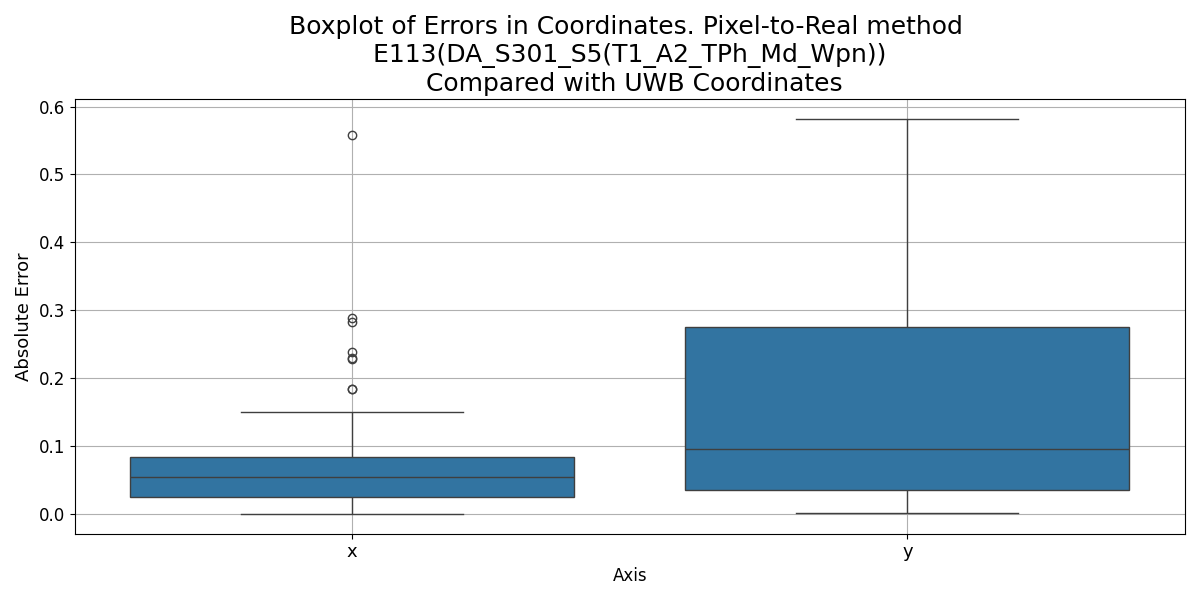 Boxplot of Errors in Coordinates. Pixel-to-Real method
E113(DA_S301_S5(T1_A2_TPh_Md_Wpn))
Compared with UWB Coordinates
0.6
0.5
0.4
0.3
0.2
0.1
0.0
Absolute Error
x
y
Axis